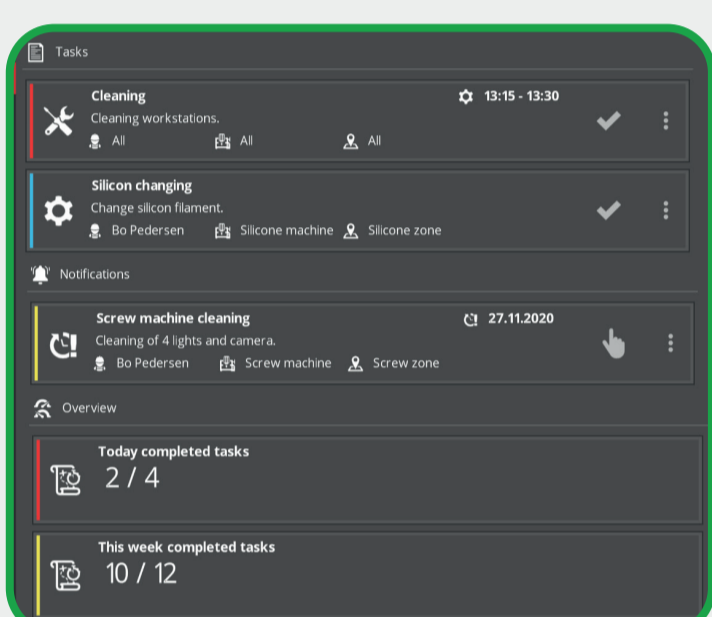 Tasks
Cleaning 13:15 - 13:30
Cleaning workstations.
All All All
Silicon changing
Change silicon filament.
Bo Pedersen Silicone machine Silicone zone
Notifications
Screw machine cleaning 27.11.2020
Cleaning of 4 lights and camera.
Bo Pedersen Screw machine Screw zone
Overview
Today completed tasks
2 / 4
This week completed tasks
10 / 12